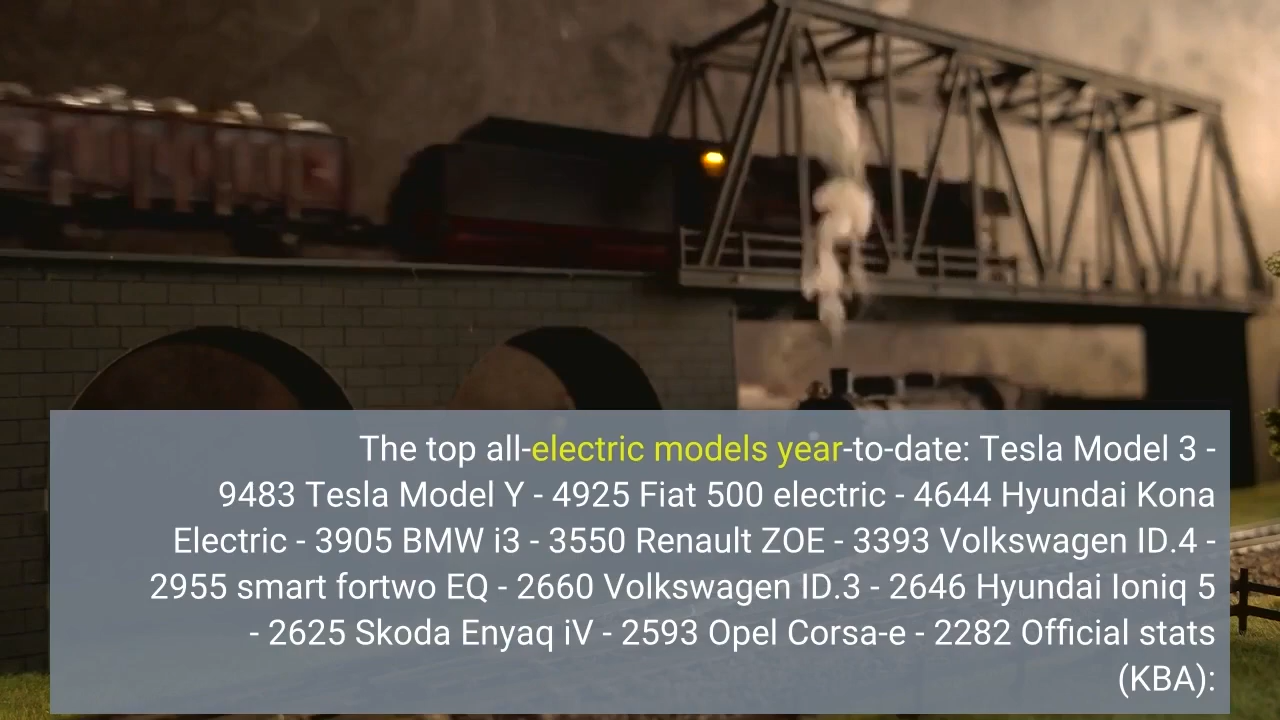 The top all-electric models year-to-date: Tesla Model 3 -
9483 Tesla Model Y - 4925 Fiat 500 electric - 4644 Hyundai Kona
Electric - 3905 BMW i3 - 3550 Renault ZOE - 3393 Volkswagen ID.4 -
2955 smart fortwo EQ - 2660 Volkswagen ID.3 - 2646 Hyundai Ioniq 5
- 2625 Skoda Enyaq iV - 2593 Opel Corsa-e - 2282 Official stats
(KBA):